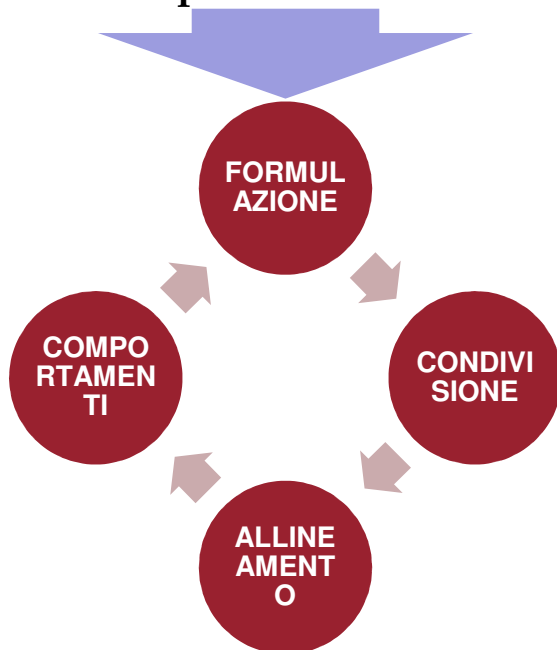 FORMUL
AZIONE
CONDIVI
SIONE
ALLINE
AMENT
O
COMPO
RTAMEN
TI